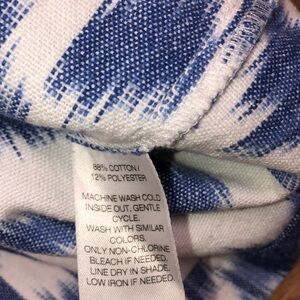 88% COTTON/
12% POLYESTER
MACHINE WASH COLD
INSIDE OUT, GENTLE
CYCLE.
WASH WITH SIMILAR
COLORS.
ONLY NON-CHLORINE
BLEACH IF NEEDED.
LINE DRY IN SHADE.
LOW IRON IF NEEDED.